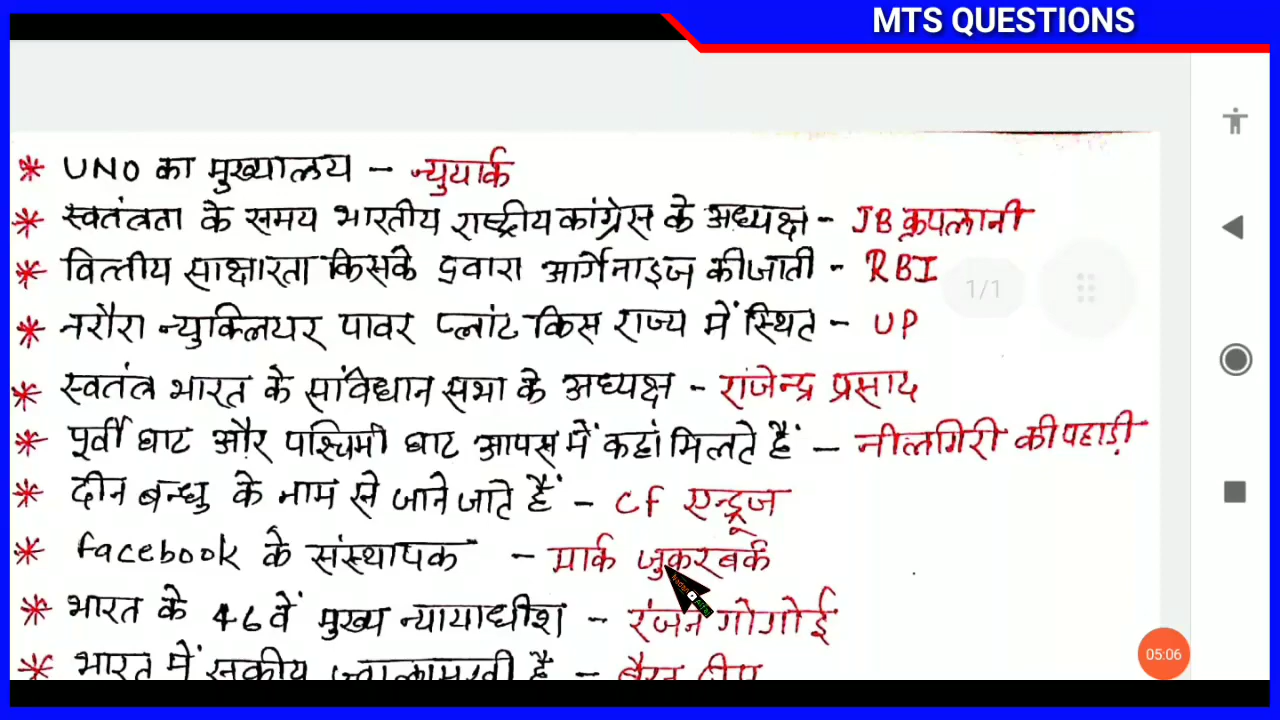 MTS QUESTIONS
* UNO का मुख्यालय - न्युयार्क
* स्वतंत्रता के समय भारतीय राष्ट्रीय कांग्रेस के अध्यक्ष - JB कृपलानी
* वित्तीय साक्षारता किसके द्वारा आर्गेनाइज की जाती - RBI
1/1
* नरौरा न्युक्लियर पावर प्लांट किस राज्य में स्थित - UP
* स्वतंत्र भारत के सांवैधान सभा के अध्यक्ष - राजेन्द्र प्रसाद
* पूर्वी घाट और पश्चिमी घाट आपस में कहां मिलते हैं - नीलगिरी की पहाड़ी
* दीन बन्धु के नाम से जाने जाते हैं - CF एन्ड्रूज
* facebook के संस्थापक - मार्क जुकरबर्क
* भारत के 46 वें मुख्य न्यायाधीश - रंजन गोगोई
* भारत में
05:06